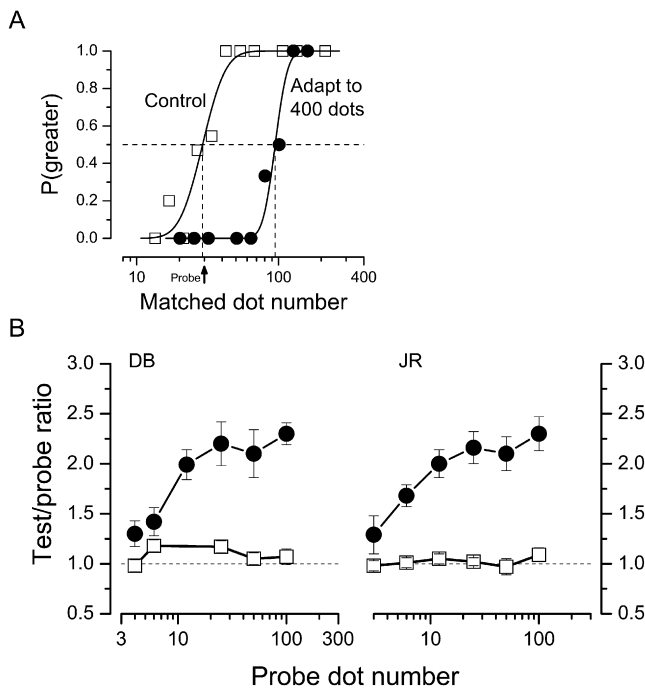 A
1.0
0.8
0.6
0.4
0.2
0.0
P(greater)
Control
Adapt to
400 dots
Probe
10
100
400
Matched dot number
B
DB
JR
3.0
2.5
2.0
1.5
1.0
0.5
Test/probe ratio
3.0
2.5
2.0
1.5
1.0
0.5
3
10
100
300
10
100
Probe dot number